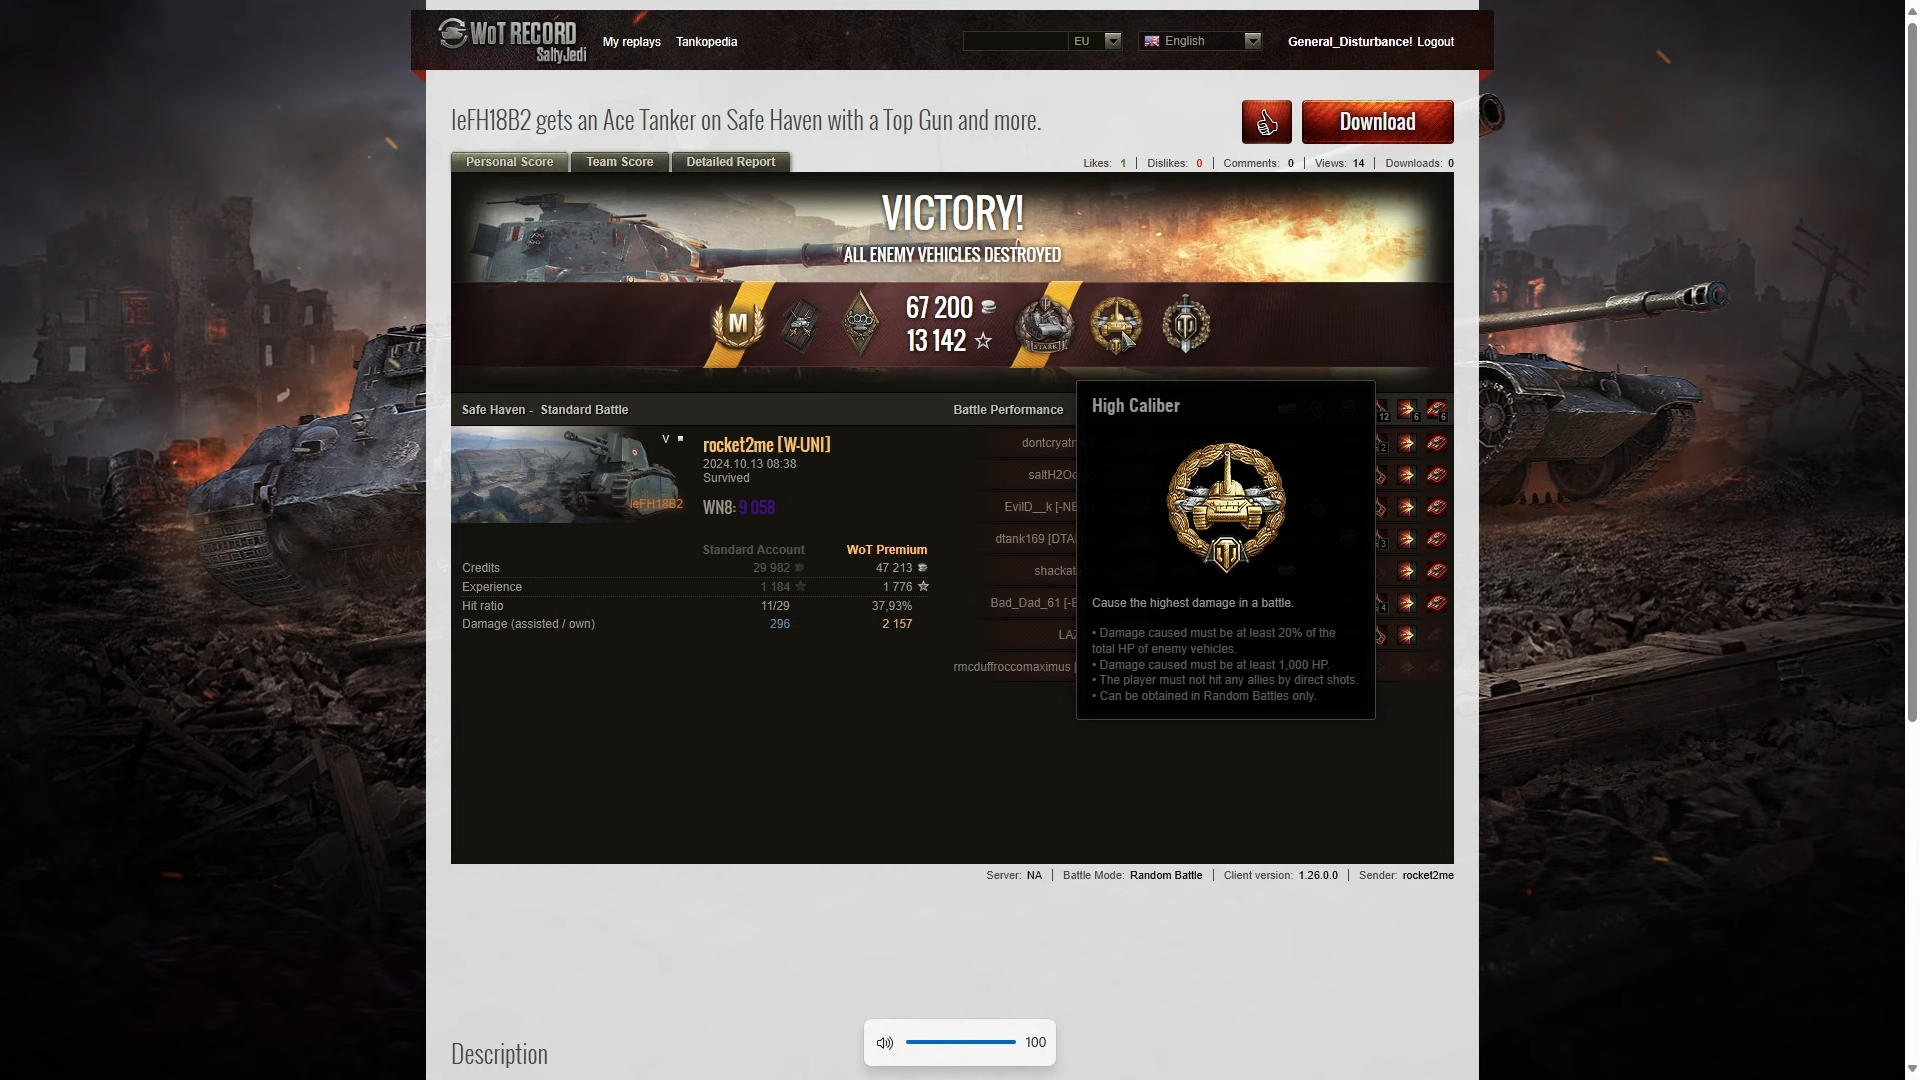 WoT RECORD
SaltyJedi
My replays
Tankopedia
EU
English
General_Disturbance! Logout
leFH18B2 gets an Ace Tanker on Safe Haven with a Top Gun and more.
Download
Personal Score
Team Score
Detailed Report
Likes: 1 | Dislikes: 0 | Comments: 0 | Views: 14 | Downloads: 0
VICTORY!
ALL ENEMY VEHICLES DESTROYED
M
67 200
13 142
STARK
Safe Haven - Standard Battle
Battle Performance
12
6
6
V
leFH18B2
rocket2me [W-UNI]
2024.10.13 08:38
Survived
WN8: 9 058
Standard Account
WoT Premium
Credits 29 982 47 213
Experience 1 184 1 776
Hit ratio 11/29 37,93%
Damage (assisted / own) 296 2 157
dontcryatr
2
saltH2O
EvilD__k [-NE
dtank169 [DTA
3
shackat
Bad_Dad_61 [-E
4
LAZ
rmcduffroccomaximus
High Caliber
Cause the highest damage in a battle.
• Damage caused must be at least 20% of the
total HP of enemy vehicles.
• Damage caused must be at least 1,000 HP.
• The player must not hit any allies by direct shots.
• Can be obtained in Random Battles only.
Server: NA | Battle Mode: Random Battle | Client version: 1.26.0.0 | Sender: rocket2me
Description
100